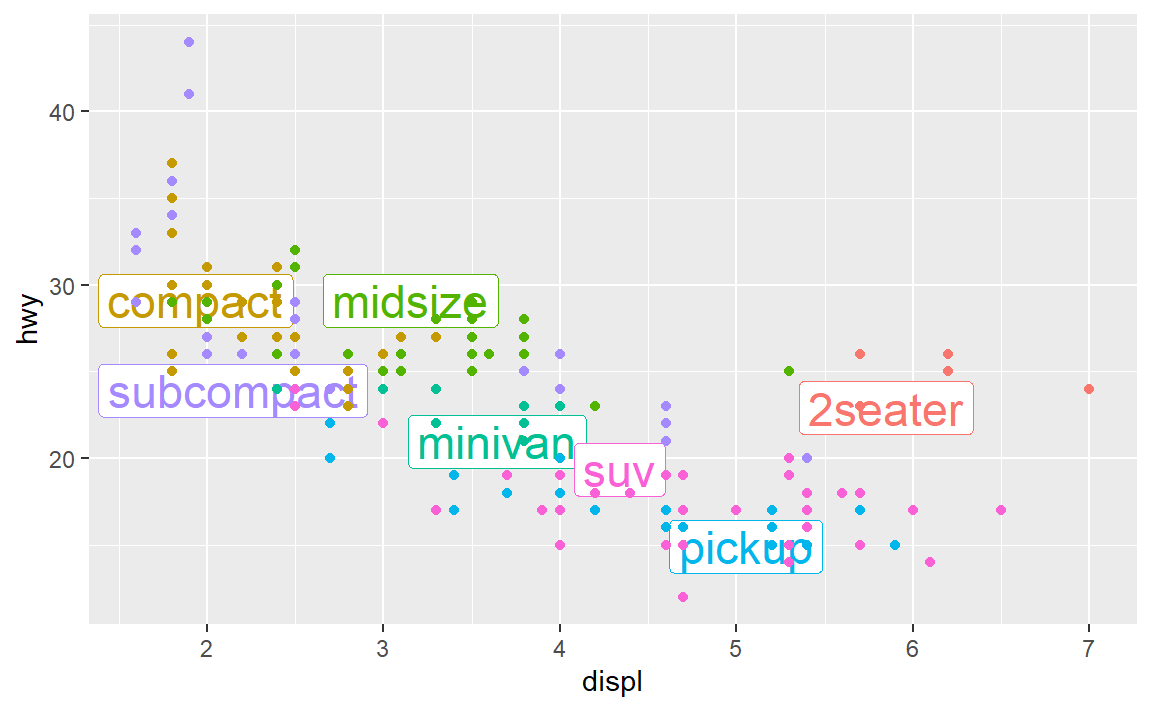 40
30
20
hwy
compact
midsize
subcompact
2seater
minivan
suv
pickup
2
3
4
5
6
7
displ